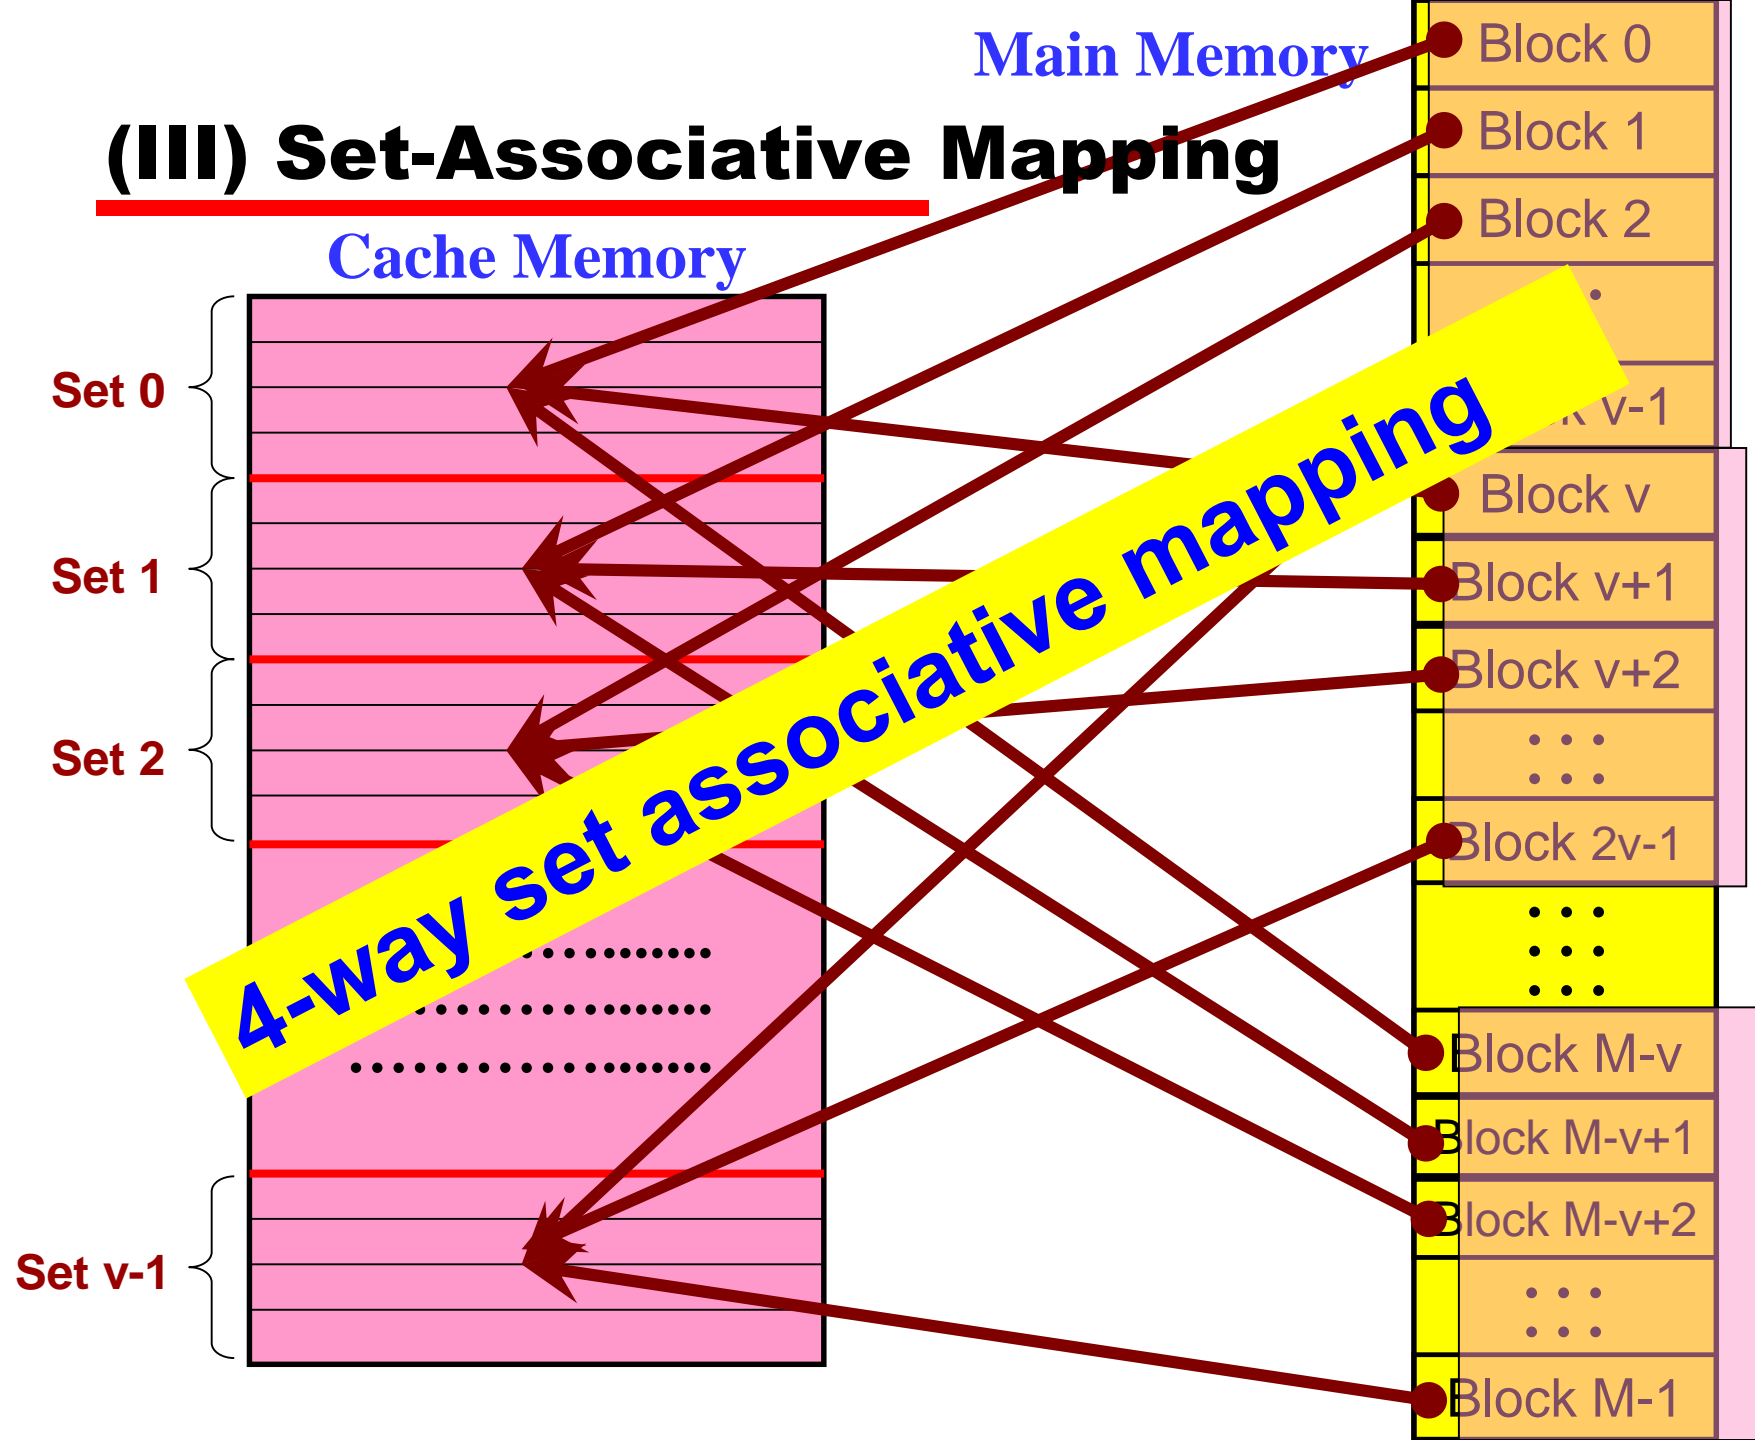 Main Memory
(III) Set-Associative Mapping
Cache Memory
Set 0
Set 1
Set 2
Set v-1
4-way set associative mapping
Block 0
Block 1
Block 2
v-1
Block v
Block v+1
Block v+2
Block 2v-1
Block M-v
Block M-v+1
Block M-v+2
Block M-1